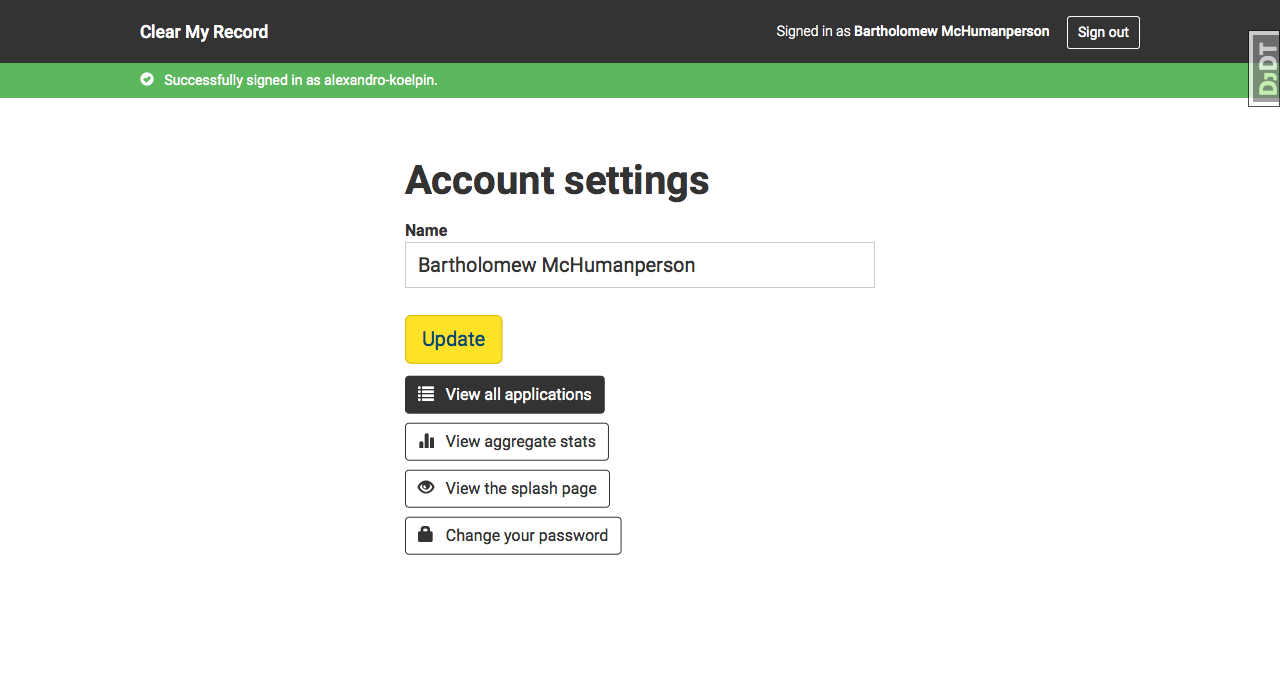 Clear My Record
Signed in as Bartholomew McHumanperson
Sign out
DjDT
Successfully signed in as alexandro-koelpin.
Account settings
Name
Bartholomew McHumanperson
Update
View all applications
View aggregate stats
View the splash page
Change your password